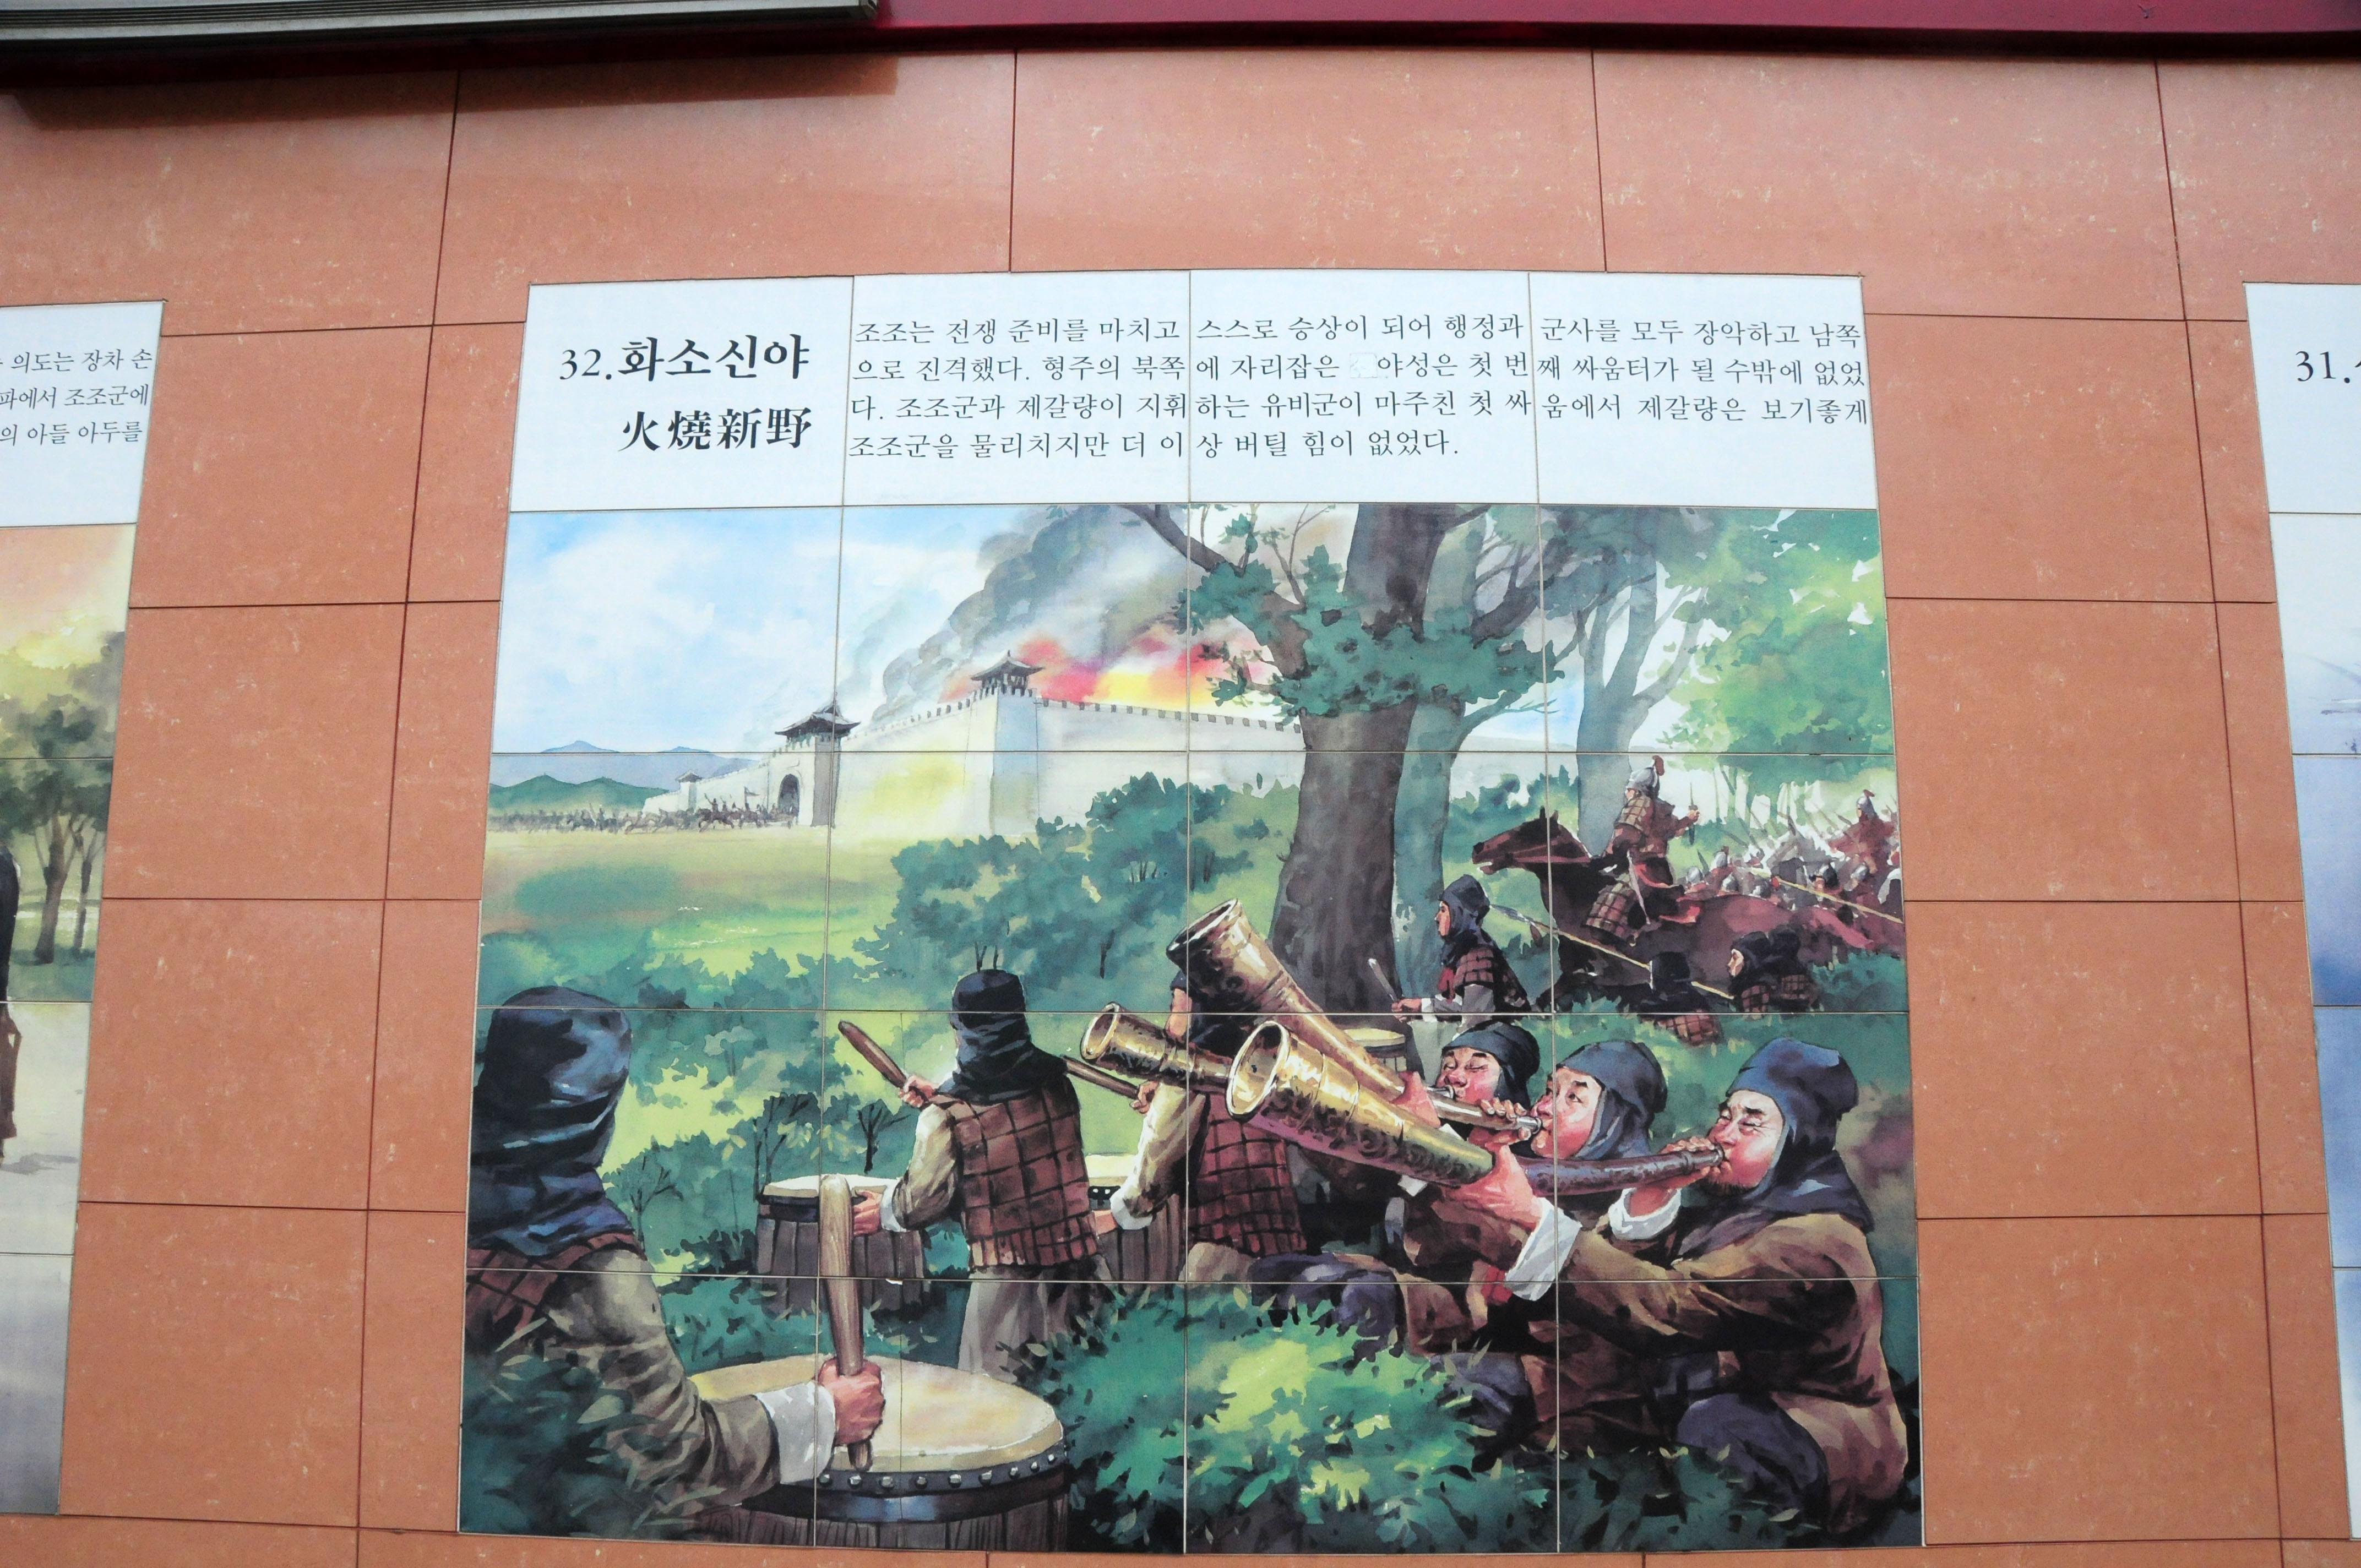 의 의도는 장차 손
파에서 조조군에
의 아들 아두를
32.화소신야
火燒新野
조조는 전쟁 준비를 마치고 스스로 승상이 되어 행정과 군사를 모두 장악하고 남쪽
으로 진격했다. 형주의 북쪽에 자리잡은 야성은 첫 번째 싸움터가 될 수밖에 없었
다. 조조군과 제갈량이 지휘하는 유비군이 마주친 첫 싸움에서 제갈량은 보기좋게
조조군을 물리치지만 더 이상 버틸 힘이 없었다.
31.